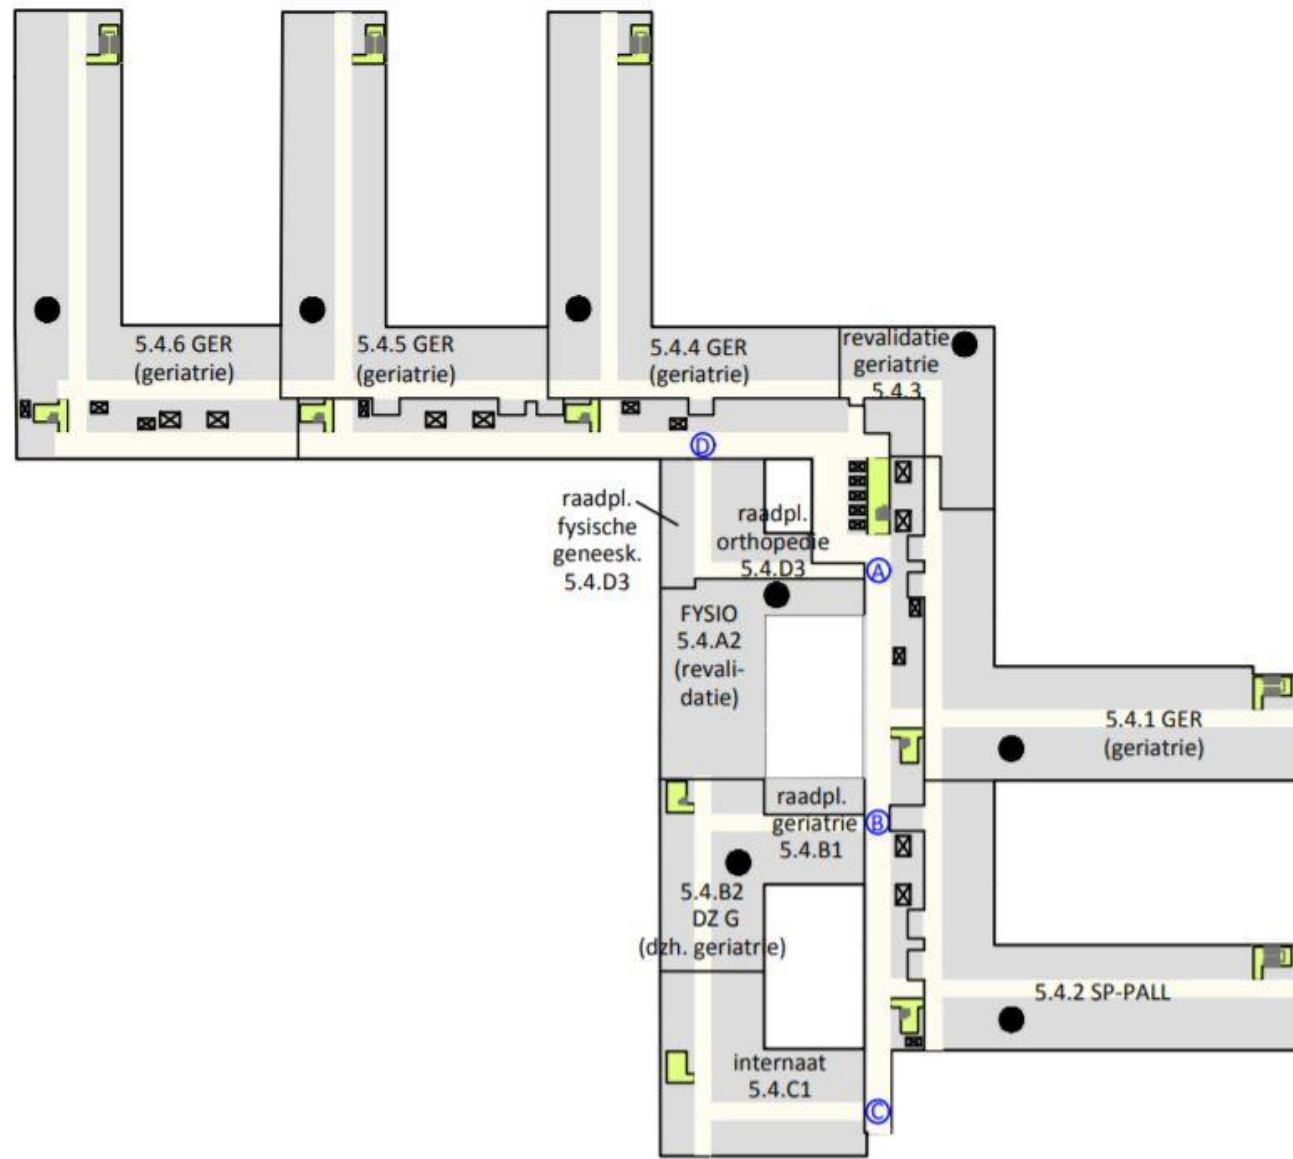 5.4.6 GER
(geriatrie)
5.4.5 GER
(geriatrie)
5.4.4 GER
(geriatrie)
revalidatie
geriatrie
5.4.3
D
raadpl.
fysische
geneesk.
5.4.D3
raadpl.
orthopedie
5.4.D3
A
FYSIO
5.4.A2
(revali-
datie)
5.4.1 GER
(geriatrie)
raadpl.
geriatrie
5.4.B1
B
5.4.B2
DZ G
(dzh. geriatrie)
5.4.2 SP-PALL
internaat
5.4.C1
C